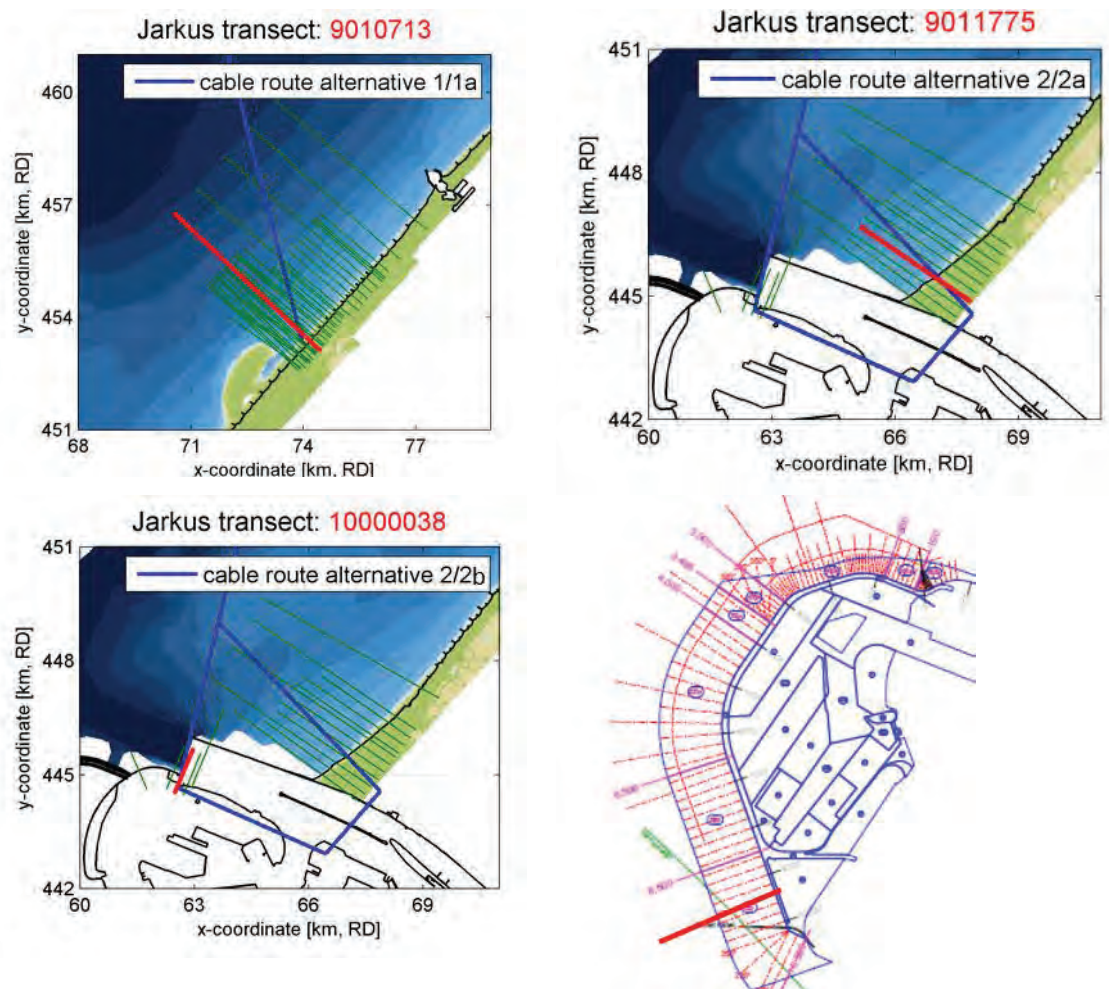 Jarkus transect: 9010713
cable route alternative 1/1a
460
457
454
451
68
71
74
77
y-coordinate [km, RD]
x-coordinate [km, RD]
Jarkus transect: 9011775
cable route alternative 2/2a
451
448
445
442
60
63
66
69
y-coordinate [km, RD]
x-coordinate [km, RD]
Jarkus transect: 10000038
cable route alternative 2/2b
451
448
445
442
60
63
66
69
y-coordinate [km, RD]
x-coordinate [km, RD]